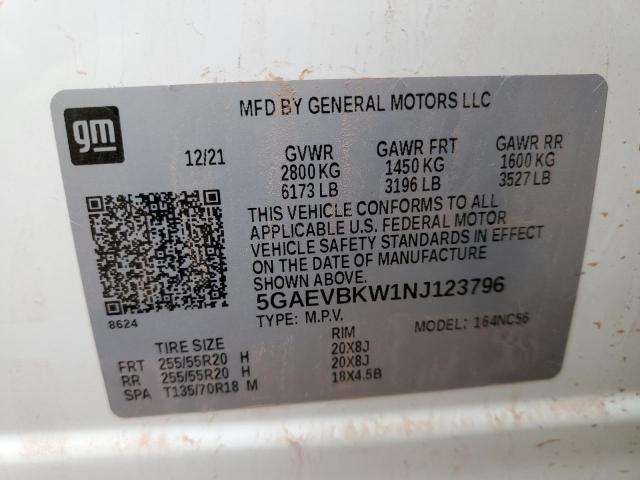 gm
MFD BY GENERAL MOTORS LLC
12/21
GVWR GAWR FRT GAWR RR
2800 KG 1450 KG 1600 KG
6173 LB 3196 LB 3527 LB
THIS VEHICLE CONFORMS TO ALL
APPLICABLE U.S. FEDERAL MOTOR
VEHICLE SAFETY STANDARDS IN EFFECT
ON THE DATE OF MANUFACTURE
SHOWN ABOVE.
8624
5GAEVBKW1NJ123796
TYPE: M.P.V. MODEL: 164NC56
TIRE SIZE RIM
FRT 255/55R20 H 20X8J
RR 255/55R20 H 20X8J
SPA T135/70R18 M 18X4.5B